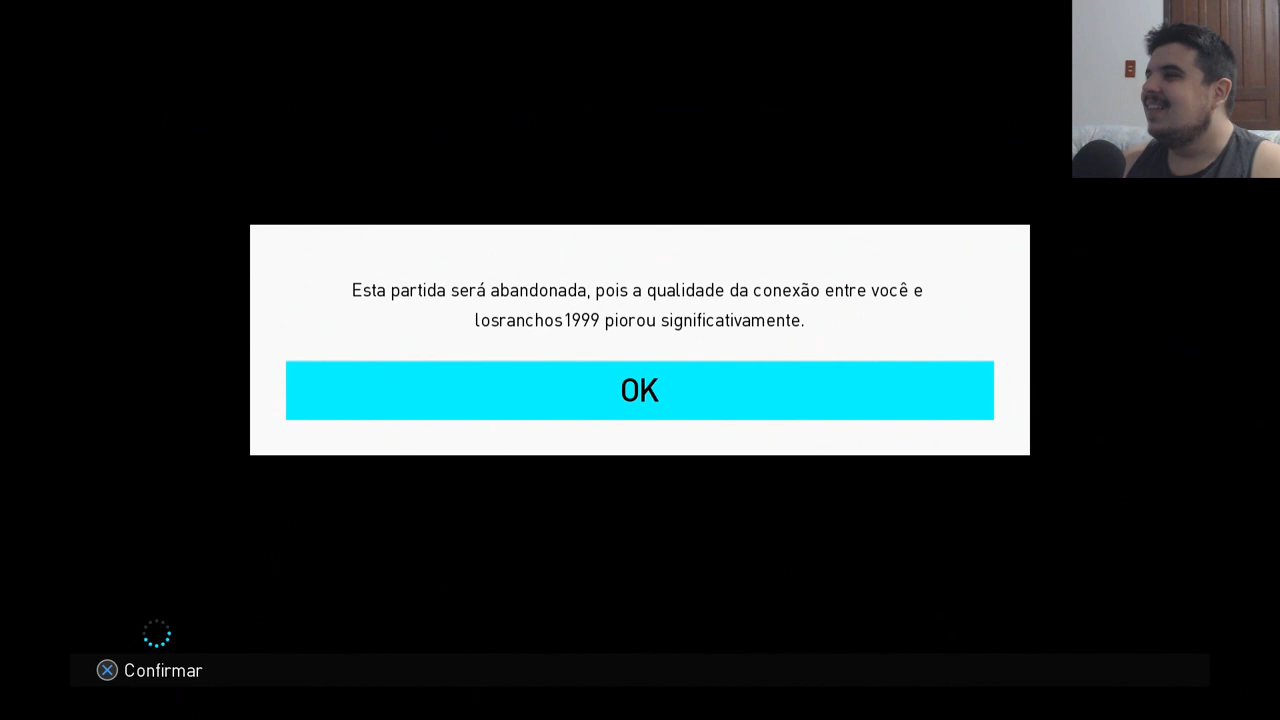 Esta partida será abandonada, pois a qualidade da conexão entre você e
losranchos1999 piorou significativamente.
OK
Confirmar